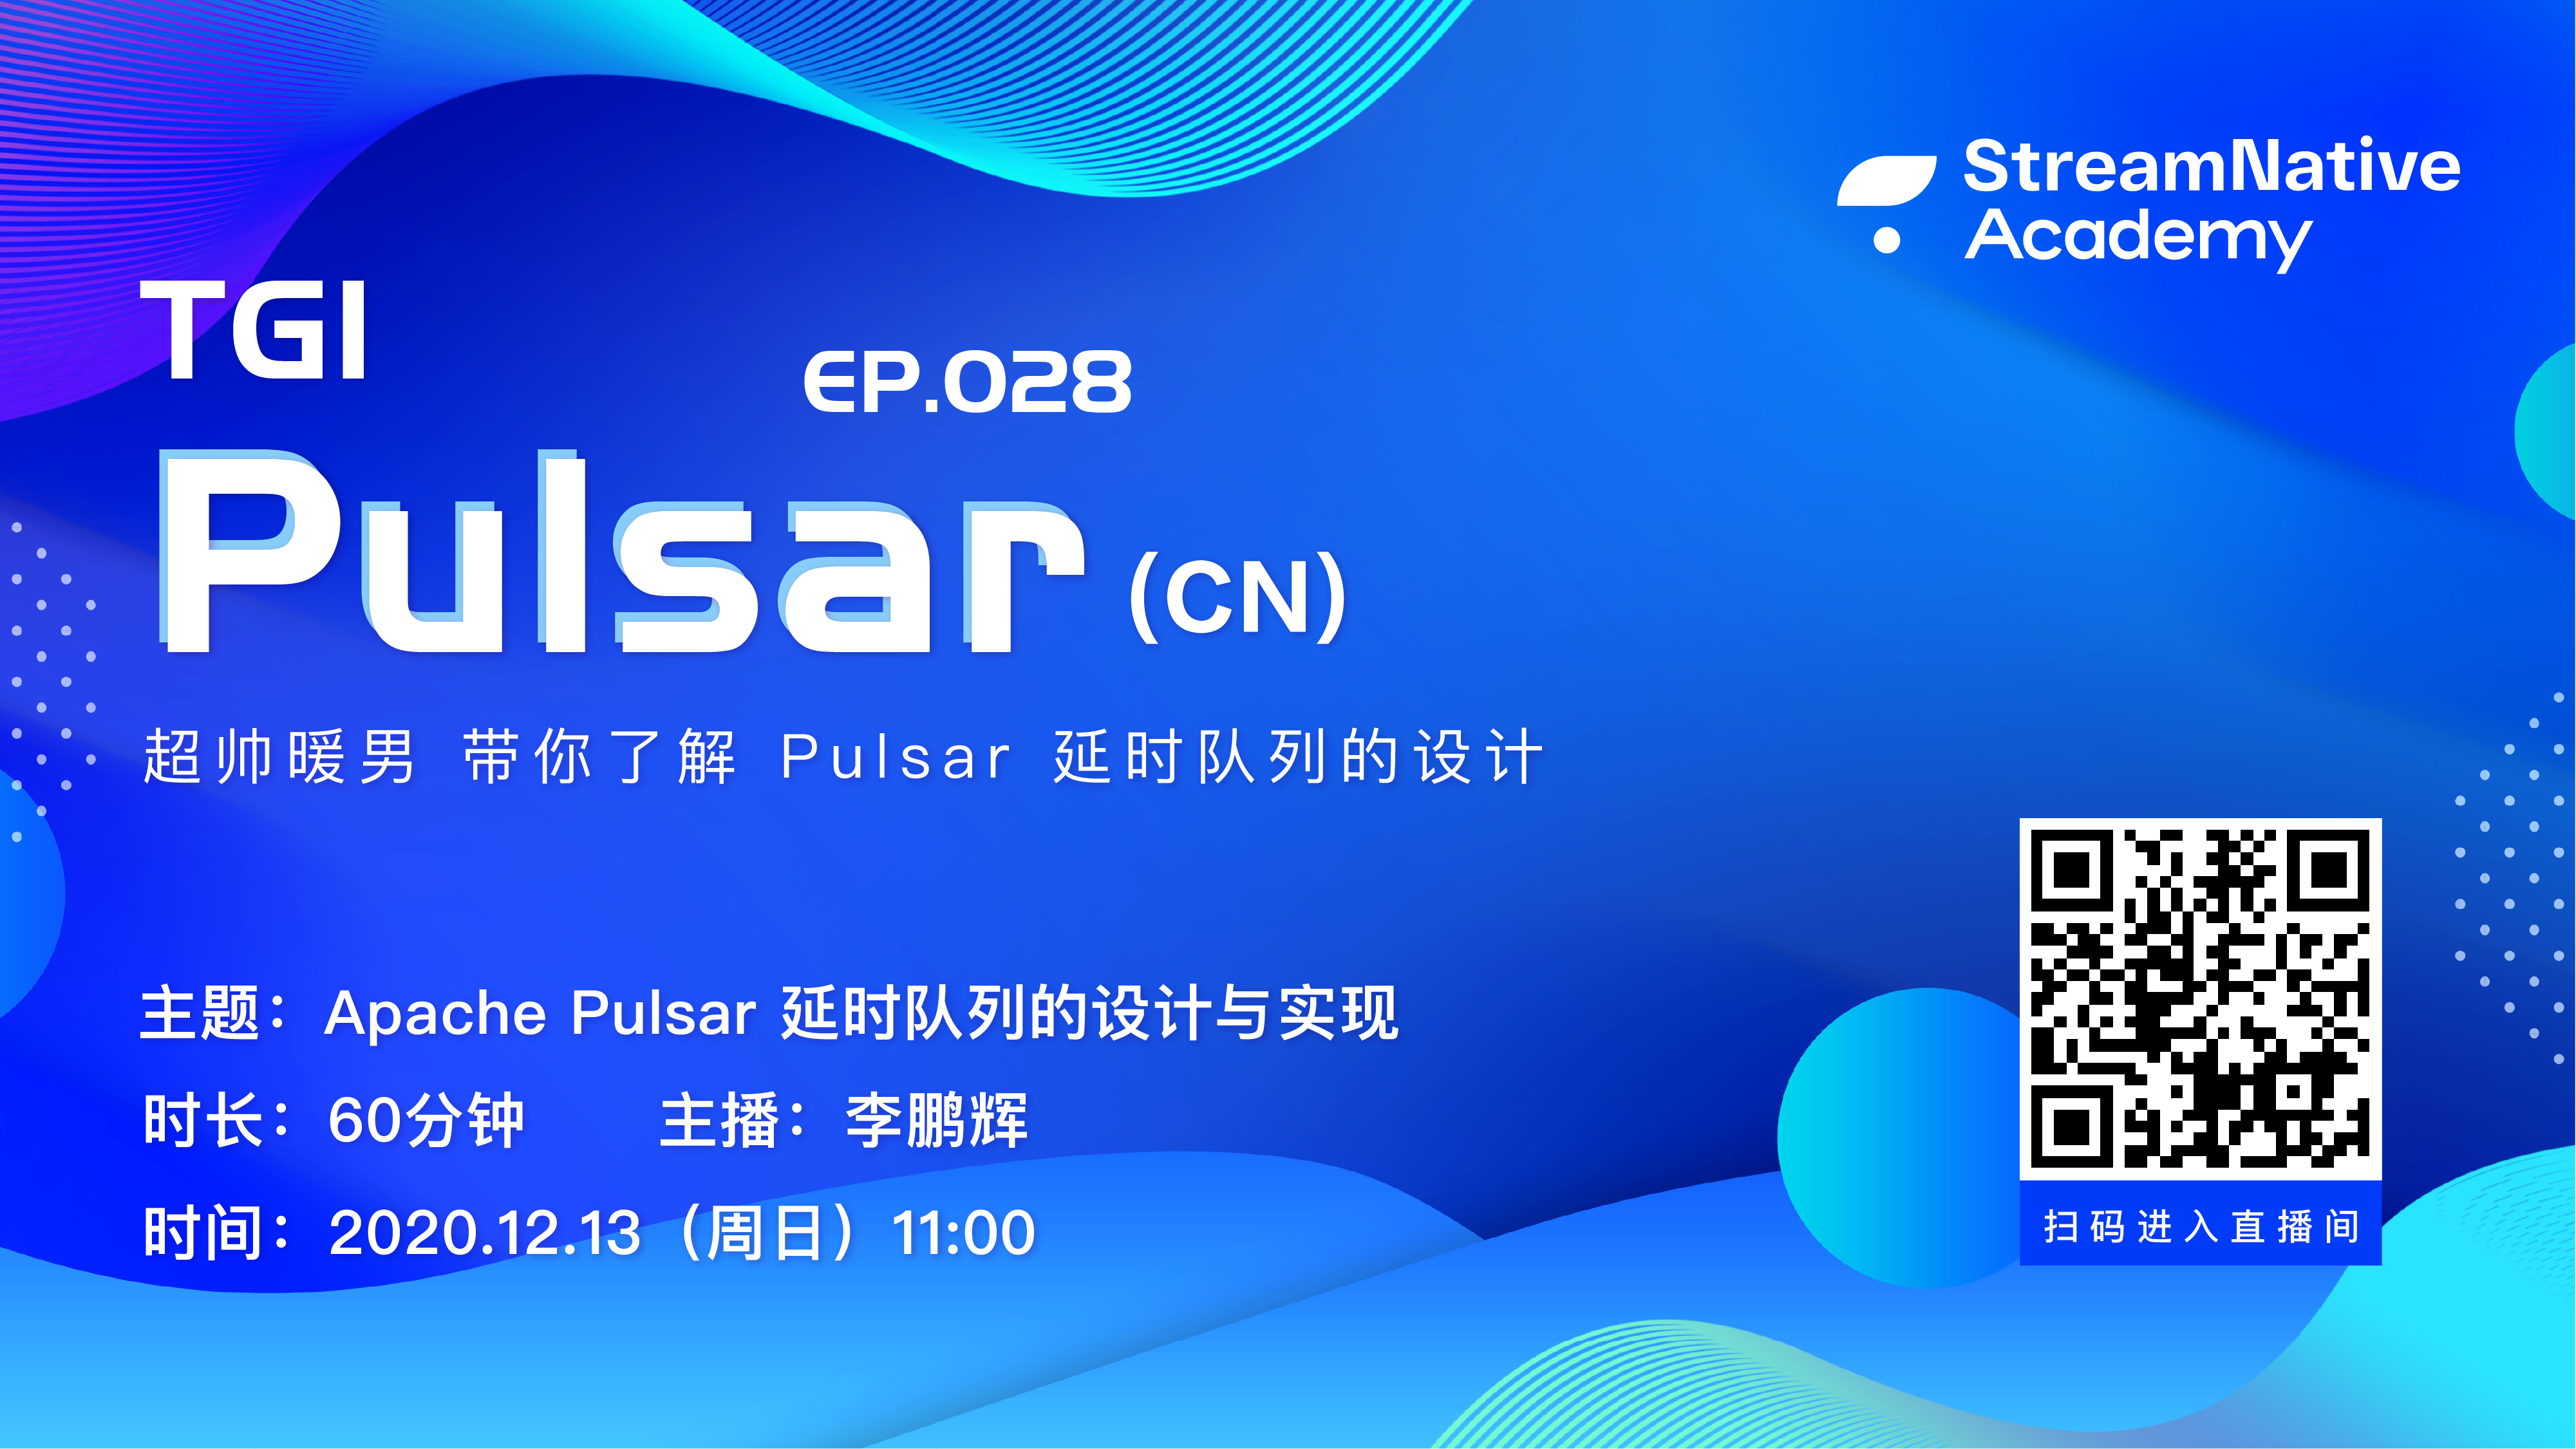 StreamNative
Academy
TGI
EP.028
Pulsar (CN)
超帅暖男 带你了解 Pulsar 延时队列的设计
主题：Apache Pulsar 延时队列的设计与实现
时长：60分钟 主播：李鹏辉
时间：2020.12.13（周日）11:00
扫码进入直播间